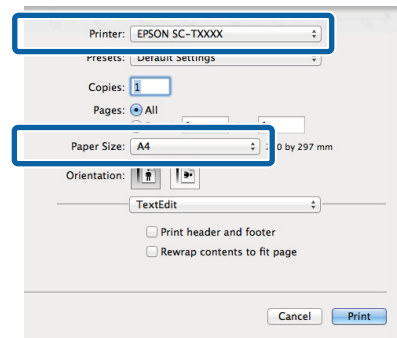 Printer: EPSON SC-TXXXX
Presets: Default Settings
Copies: 1
Pages: All
Paper Size: A4 0 by 297 mm
Orientation:
TextEdit
Print header and footer
Rewrap contents to fit page
Cancel Print